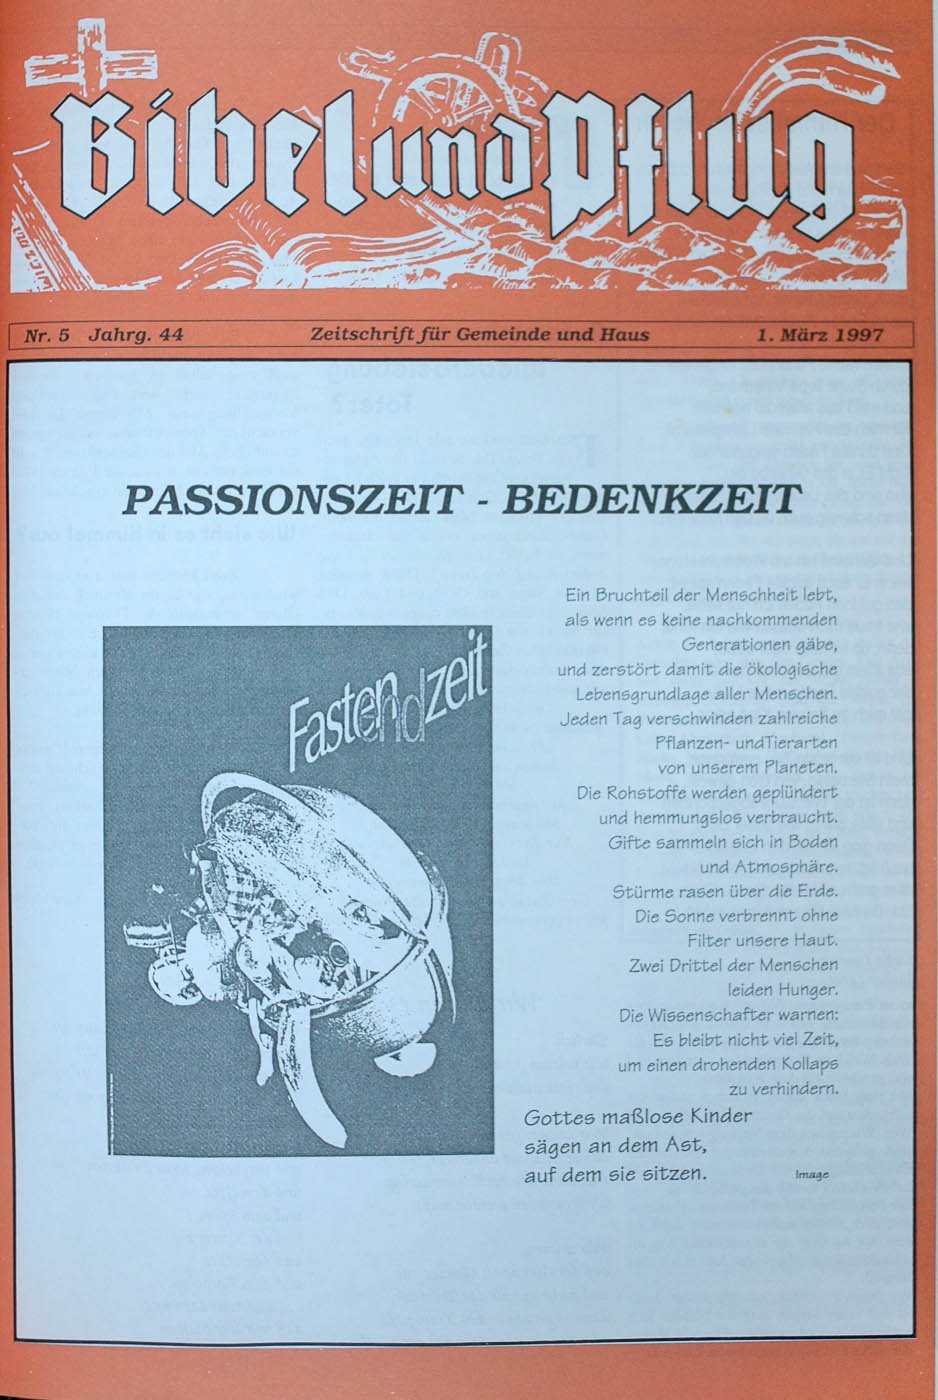 Bibel und Pflug
Nr. 5 Jahrg. 44 Zeitschrift für Gemeinde und Haus 1. März 1997
PASSIONSZEIT - BEDENKZEIT
Ein Bruchteil der Menschheit lebt,
als wenn es keine nachkommenden
Generationen gäbe,
und zerstört damit die ökologische
Lebensgrundlage aller Menschen.
Jeden Tag verschwinden zahlreiche
Pflanzen- undTierarten
von unserem Planeten.
Die Rohstoffe werden geplündert
und hemmungslos verbraucht.
Gifte sammeln sich in Boden
und Atmosphäre.
Stürme rasen über die Erde.
Die Sonne verbrennt ohne
Filter unsere Haut.
Zwei Drittel der Menschen
leiden Hunger.
Die Wissenschafter warnen:
Es bleibt nicht viel Zeit,
um einen drohenden Kollaps
zu verhindern.
Gottes maßlose Kinder
sägen an dem Ast,
auf dem sie sitzen.
Image